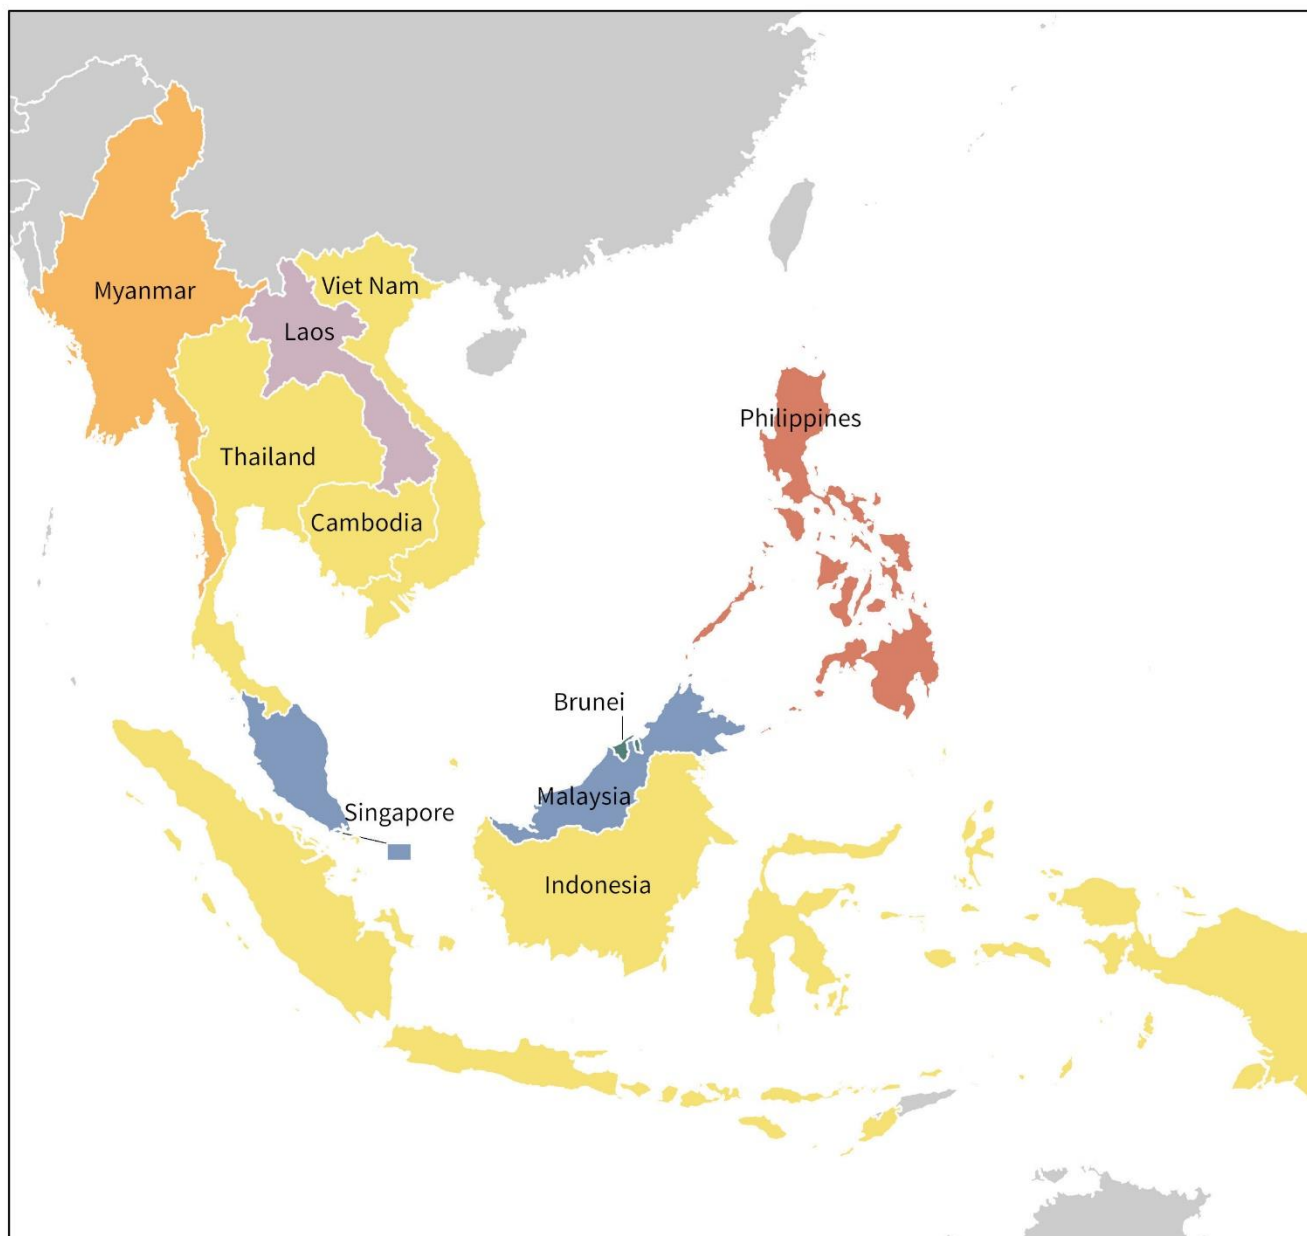 Myanmar
Viet Nam
Laos
Philippines
Thailand
Cambodia
Brunei
Malaysia
Singapore
Indonesia